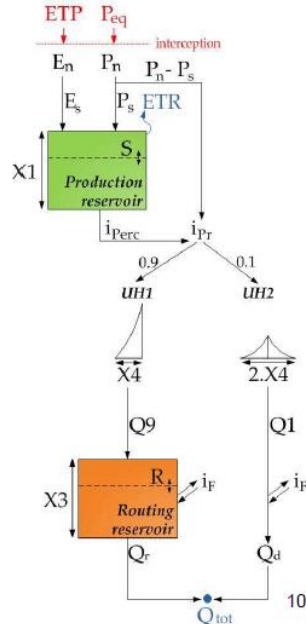 ETP P_eq
interception
E_n P_n P_n - P_s
E_s P_s ETR
X1 S
Production
reservoir
i_Perc i_Pr
0.9 0.1
UH1 UH2
X4 2.X4
Q9 Q1
X3 R i_F i_F
Routing
reservoir
Q_r Q_d
Q_tot 10